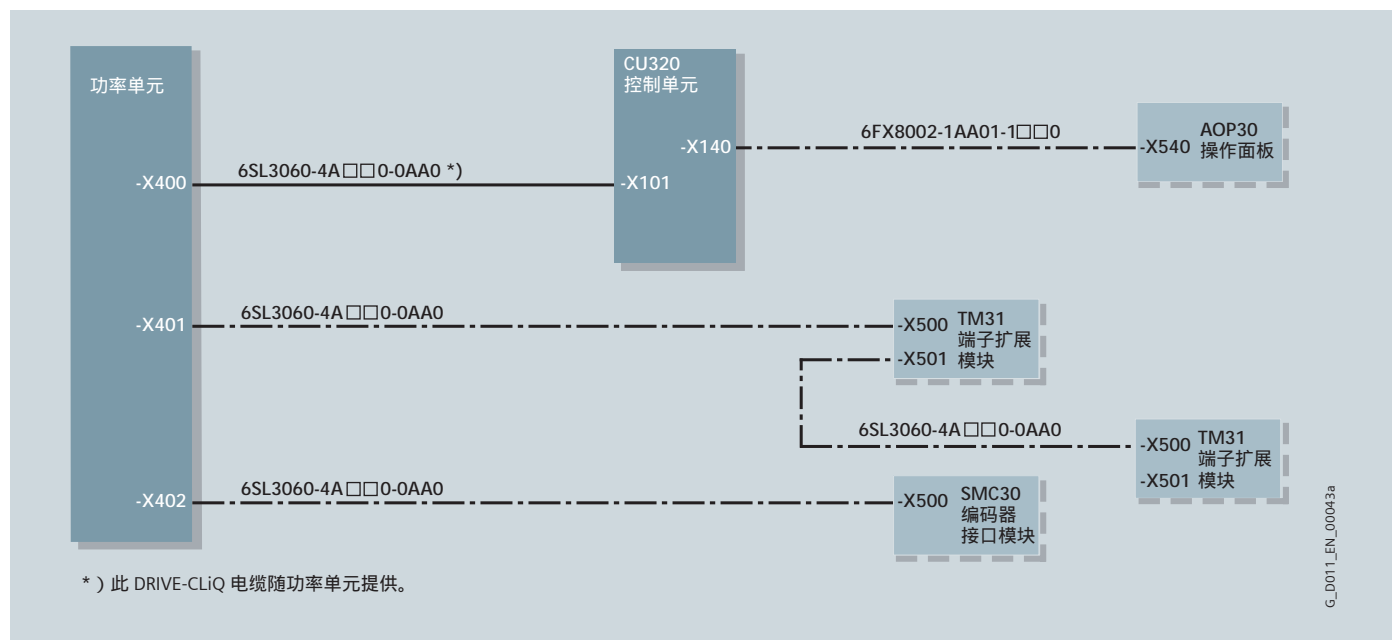 功率单元
CU320
控制单元
-X140
6FX8002-1AA01-1□□0
-X540
AOP30
操作面板
-X400
6SL3060-4A□□0-0AA0 *)
-X101
-X401
6SL3060-4A□□0-0AA0
-X500
TM31
端子扩展
模块
-X501
6SL3060-4A□□0-0AA0
-X500
TM31
端子扩展
模块
-X501
-X402
6SL3060-4A□□0-0AA0
-X500
SMC30
编码器
接口模块
*）此 DRIVE-CLiQ 电缆随功率单元提供。
G_D011_EN_00043a